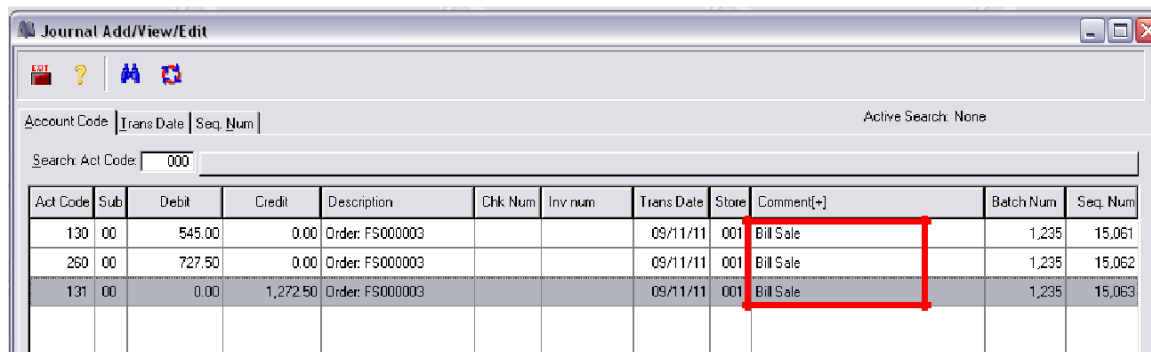 Journal Add/View/Edit
EXIT
Account Code Trans Date Seq. Num Active Search: None
Search: Act Code: 000
Act Code Sub Debit Credit Description Chk Num Inv num Trans Date Store Comment[+] Batch Num Seq. Num
130 00 545.00 0.00 Order: FS000003 09/11/11 001 Bill Sale 1,235 15,061
260 00 727.50 0.00 Order: FS000003 09/11/11 001 Bill Sale 1,235 15,062
131 00 0.00 1,272.50 Order: FS000003 09/11/11 001 Bill Sale 1,235 15,063